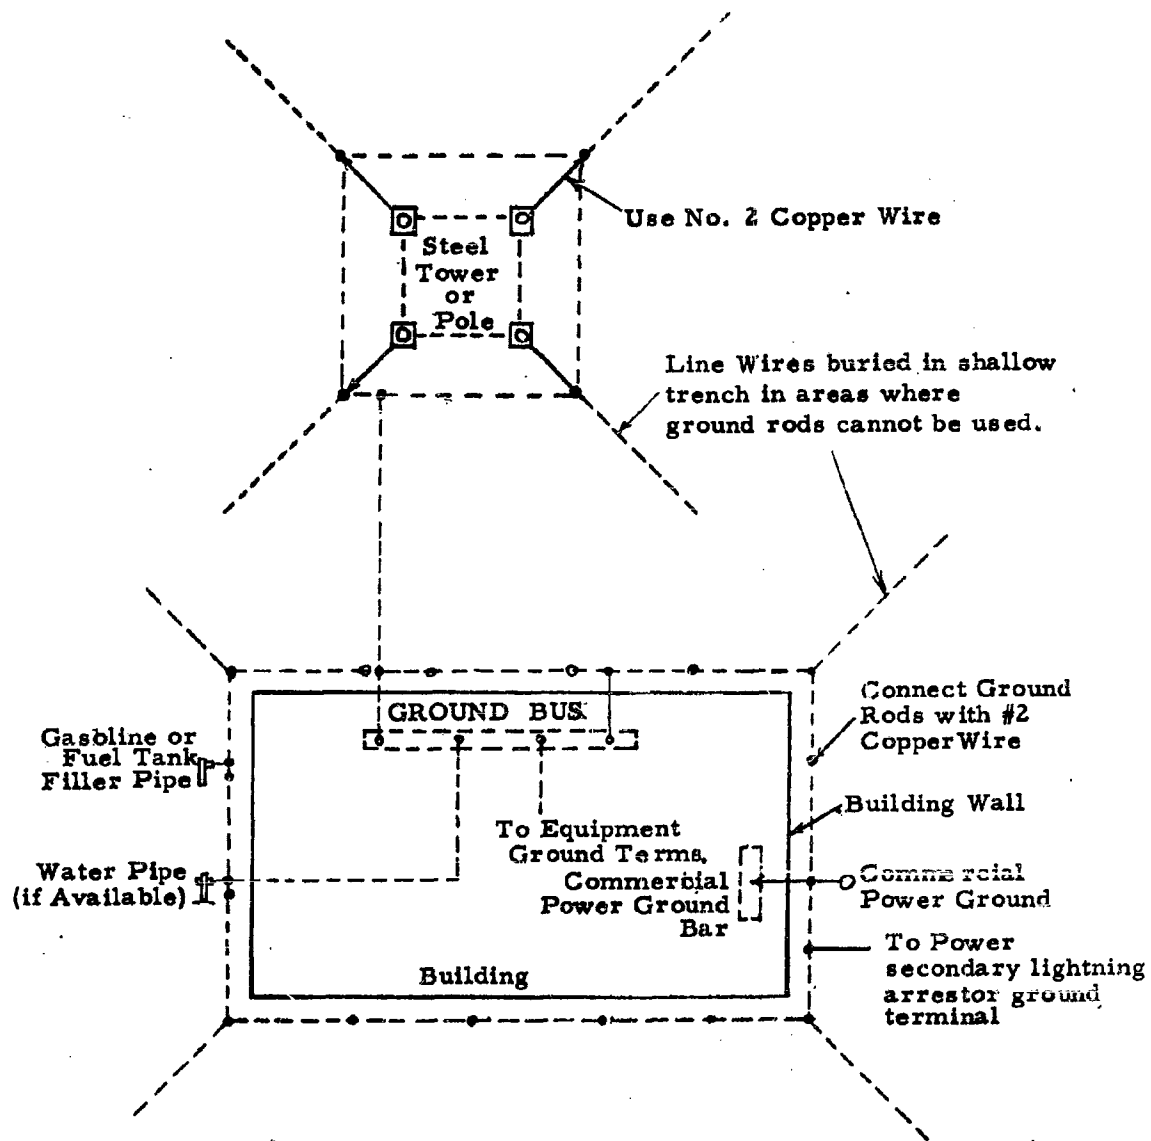 Use No. 2 Copper Wire
Steel
Tower
or
Pole
Line Wires buried in shallow
trench in areas where
ground rods cannot be used.
Connect Ground
Rods with #2
Copper Wire
GROUND BUS
Gasoline or
Fuel Tank
Filler Pipe
Building Wall
To Equipment
Ground Terms.
Water Pipe
(if Available)
Commercial
Power Ground
Bar
Commercial
Power Ground
To Power
secondary lightning
arrestor ground
terminal
Building